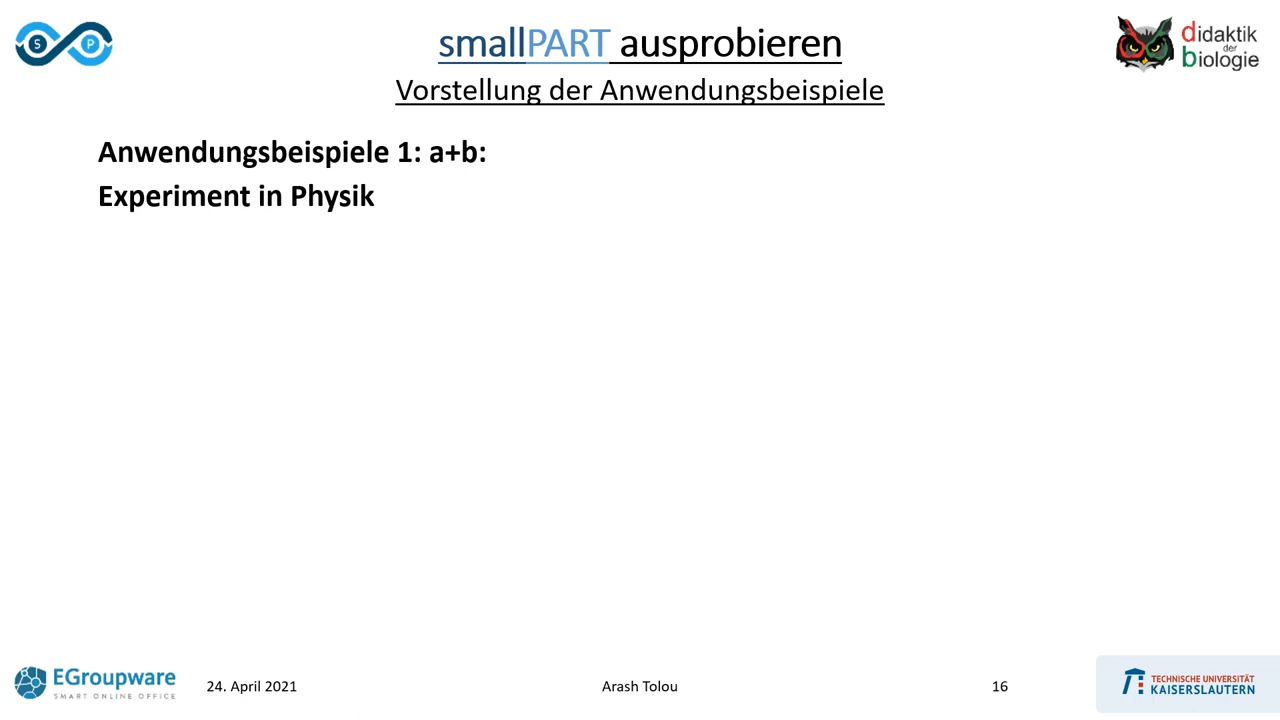 S P
smallPART ausprobieren
Vorstellung der Anwendungsbeispiele
didaktik
der
biologie
Anwendungsbeispiele 1: a+b:
Experiment in Physik
EGroupware
SMART ONLINE OFFICE
24. April 2021
Arash Tolou
16
TECHNISCHE UNIVERSITÄT
KAISERSLAUTERN